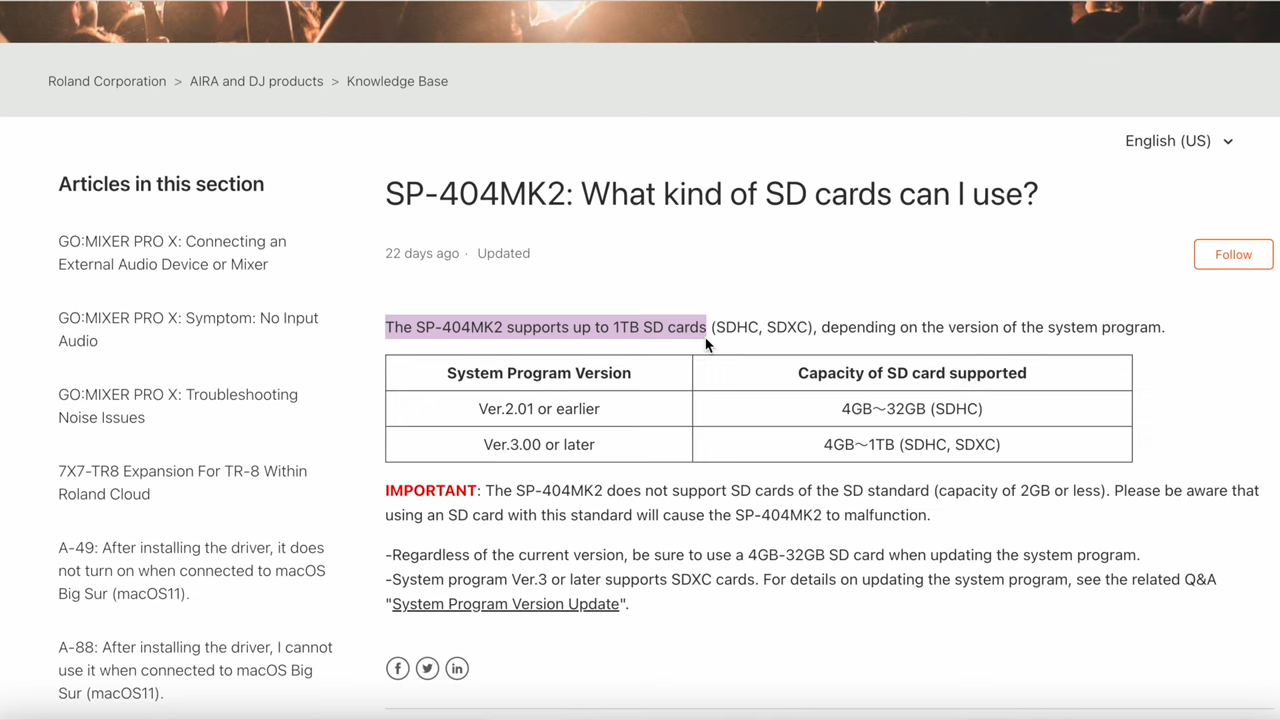 Roland Corporation > AIRA and DJ products > Knowledge Base
English (US)
Articles in this section
GO:MIXER PRO X: Connecting an
External Audio Device or Mixer
GO:MIXER PRO X: Symptom: No Input
Audio
GO:MIXER PRO X: Troubleshooting
Noise Issues
7X7-TR8 Expansion For TR-8 Within
Roland Cloud
A-49: After installing the driver, it does
not turn on when connected to macOS
Big Sur (macOS11).
A-88: After installing the driver, I cannot
use it when connected to macOS Big
Sur (macOS11).
SP-404MK2: What kind of SD cards can I use?
22 days ago · Updated
Follow
The SP-404MK2 supports up to 1TB SD cards (SDHC, SDXC), depending on the version of the system program.
System Program Version Capacity of SD card supported
Ver.2.01 or earlier 4GB～32GB (SDHC)
Ver.3.00 or later 4GB～1TB (SDHC, SDXC)
IMPORTANT: The SP-404MK2 does not support SD cards of the SD standard (capacity of 2GB or less). Please be aware that
using an SD card with this standard will cause the SP-404MK2 to malfunction.
-Regardless of the current version, be sure to use a 4GB-32GB SD card when updating the system program.
-System program Ver.3 or later supports SDXC cards. For details on updating the system program, see the related Q&A
"System Program Version Update".
f
in